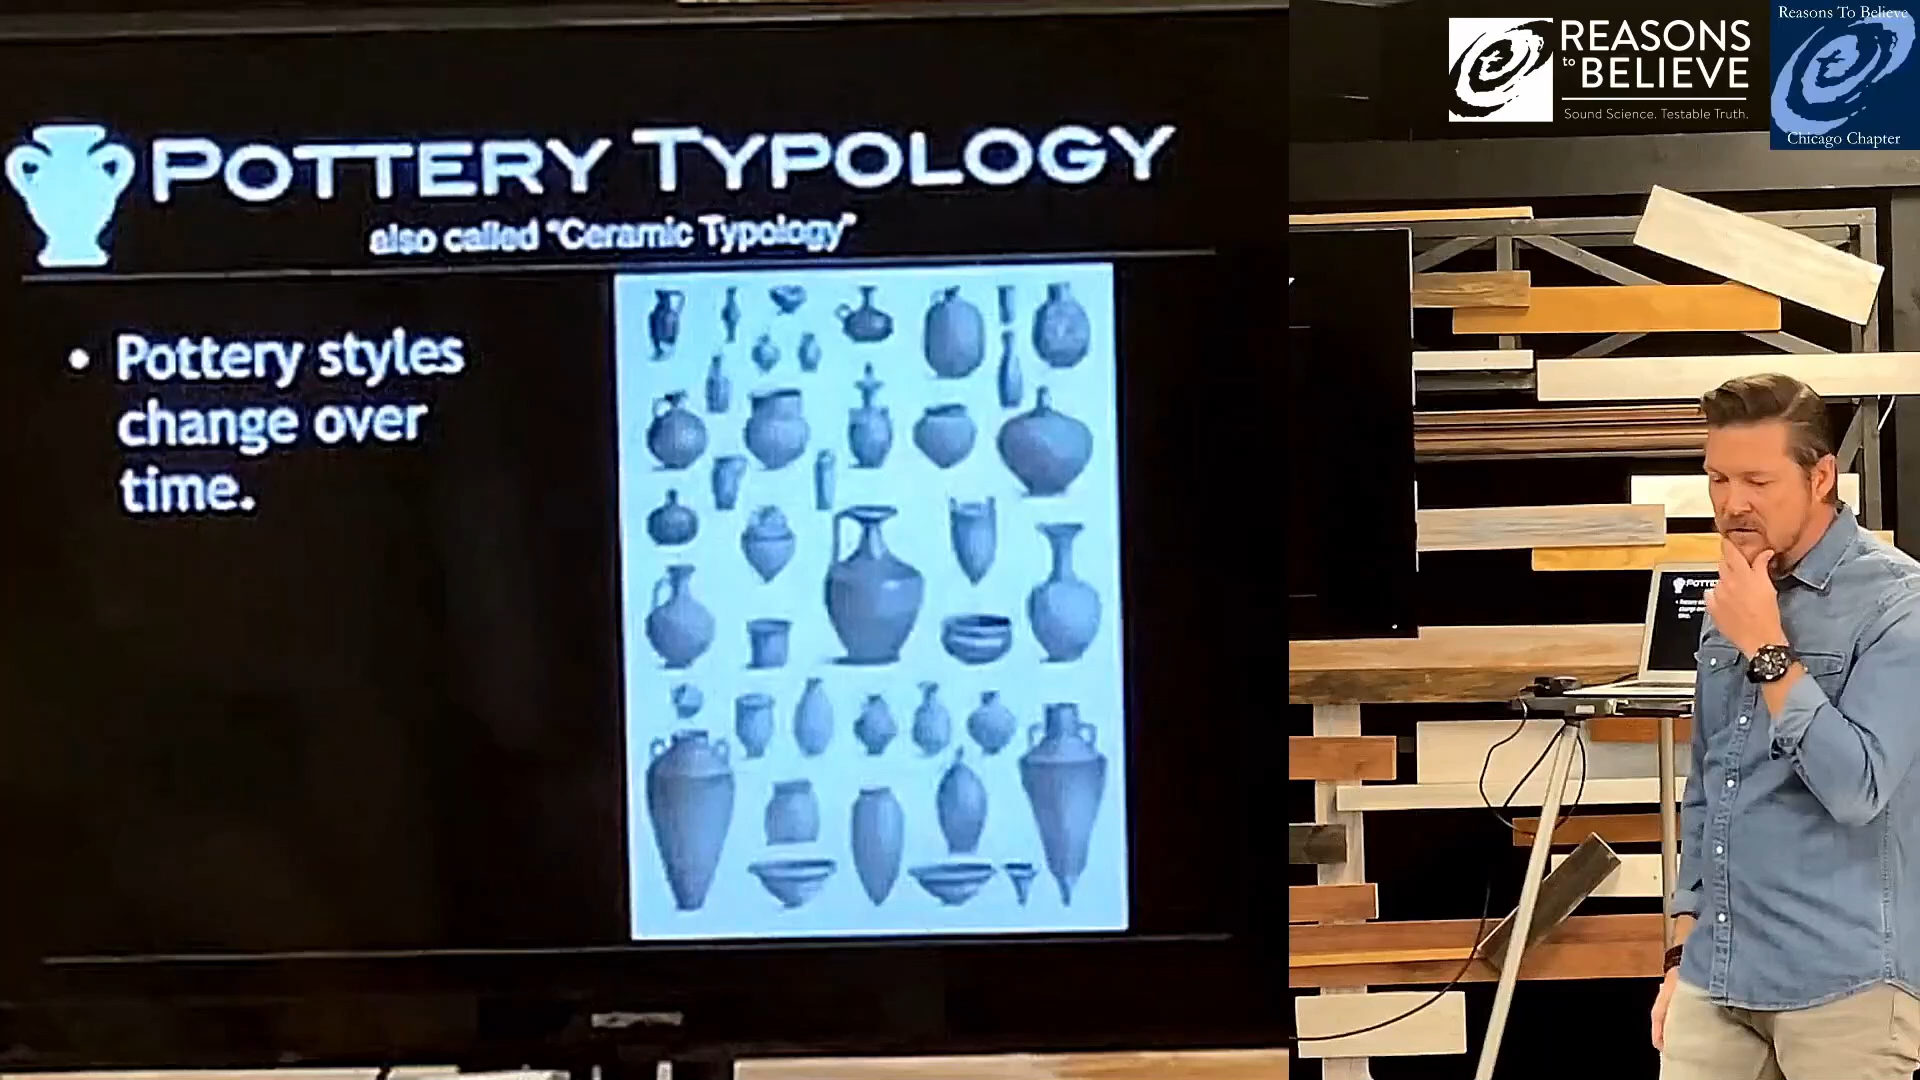 POTTERY TYPOLOGY
also called "Ceramic Typology"
• Pottery styles
change over
time.
REASONS
to BELIEVE
Sound Science. Testable Truth.
Reasons To Believe
Chicago Chapter